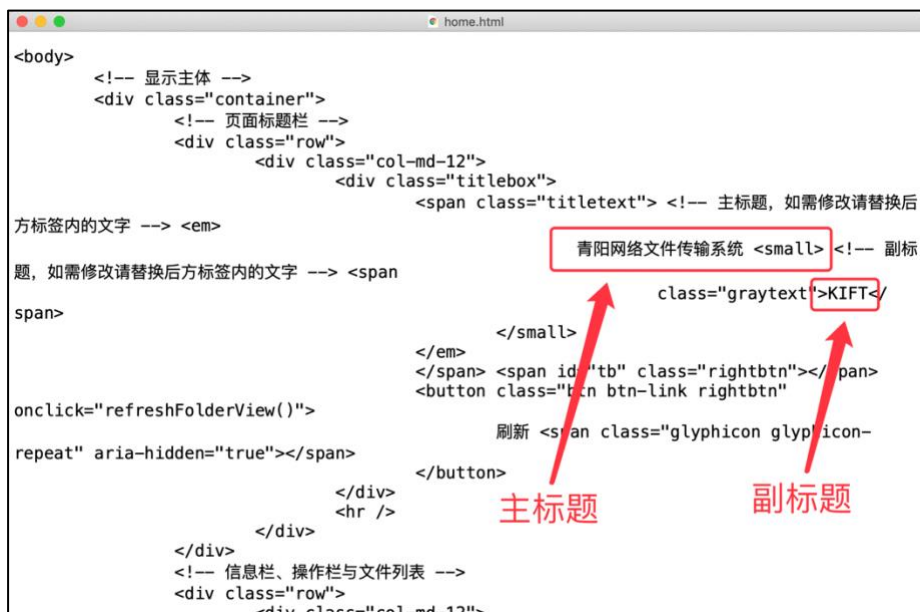 home.html
<body>
<!-- 显示主体 -->
<div class="container">
<!-- 页面标题栏 -->
<div class="row">
<div class="col-md-12">
<div class="titlebox">
<span class="titletext"> <!-- 主标题，如需修改请替换后
方标签内的文字 --> <em>
青阳网络文件传输系统 <small> <!-- 副标
题，如需修改请替换后方标签内的文字 --> <span
class="graytext">KIFT</
span>
</small>
</em>
</span> <span id="tb" class="rightbtn"></span>
<button class="btn btn-link rightbtn"
onclick="refreshFolderView()">
刷新 <span class="glyphicon glyphicon-
repeat" aria-hidden="true"></span>
</button>
</div>
<hr />
</div>
</div>
主标题
副标题
<!-- 信息栏、操作栏与文件列表 -->
<div class="row">
<div class="col-md-12">